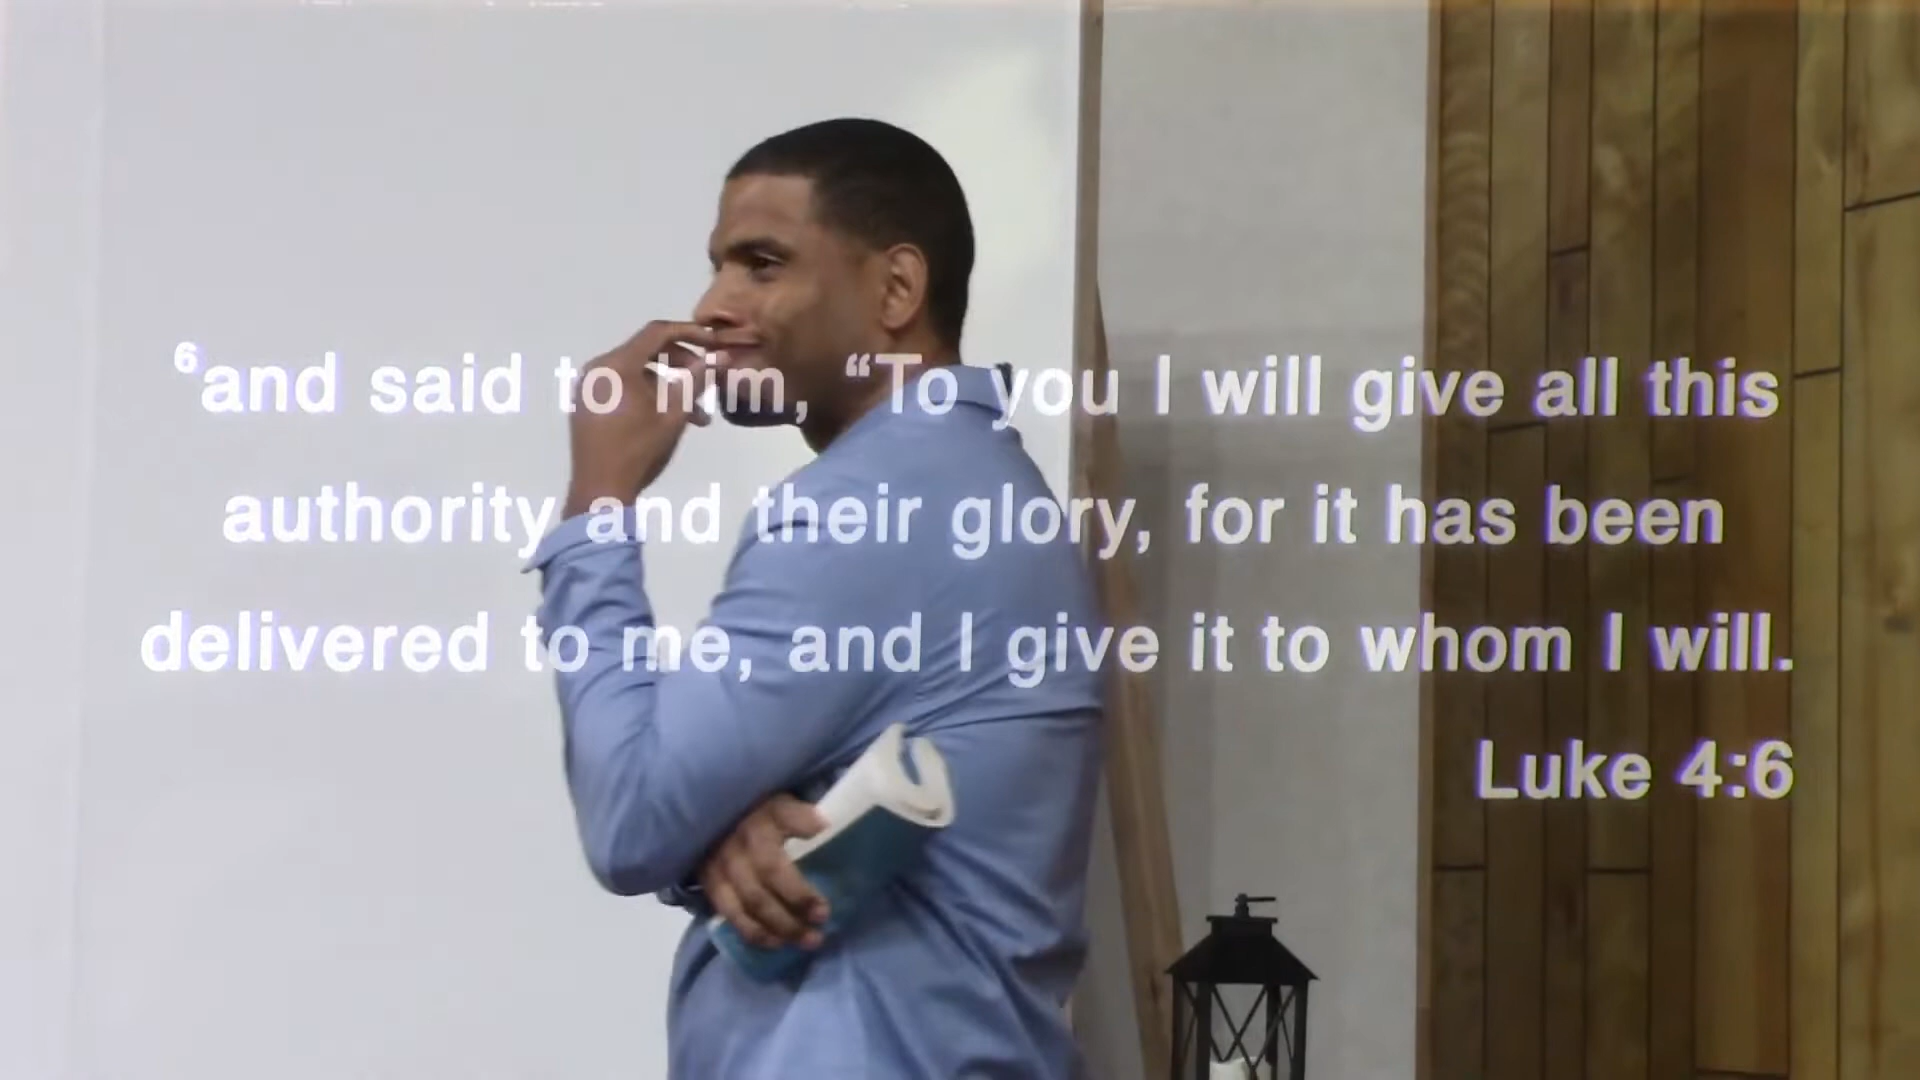 ⁶and said to him, “To you I will give all this
authority and their glory, for it has been
delivered to me, and I give it to whom I will.
Luke 4:6